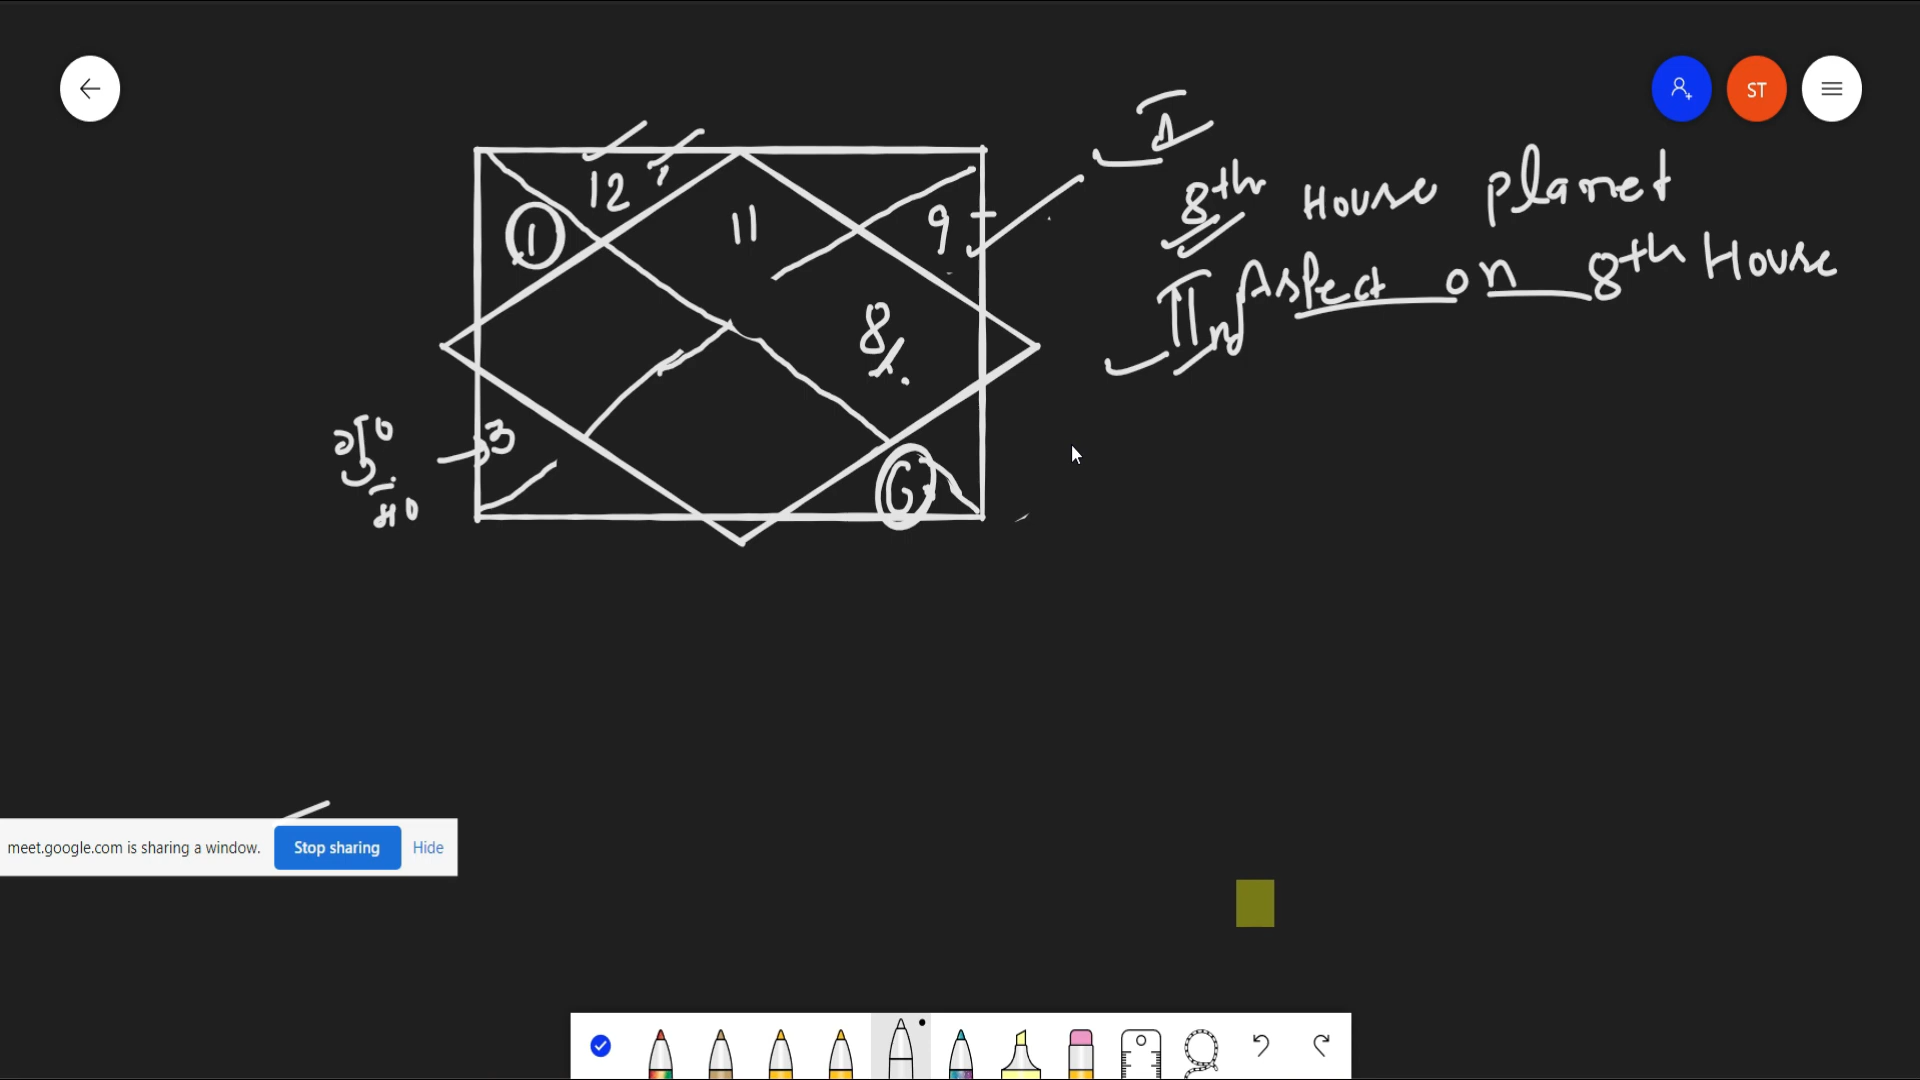 ST
I
8th House planet
IInd Aspect on 8th House
12
1
11
9
8
3
6
meet.google.com is sharing a window. Stop sharing Hide